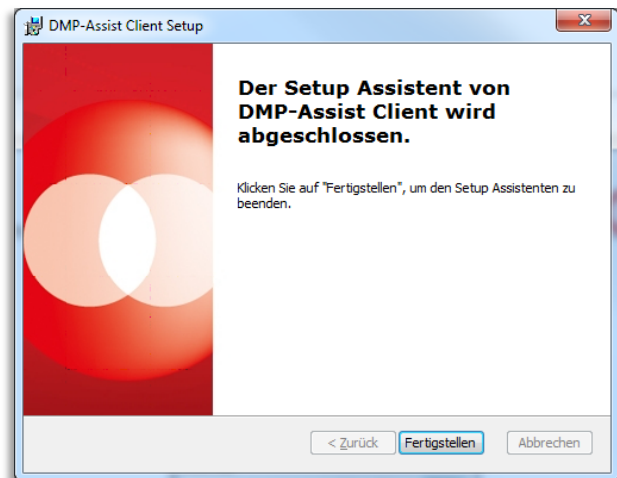 DMP-Assist Client Setup
Der Setup Assistent von
DMP-Assist Client wird
abgeschlossen.
Klicken Sie auf "Fertigstellen", um den Setup Assistenten zu
beenden.
< Zurück Fertigstellen Abbrechen